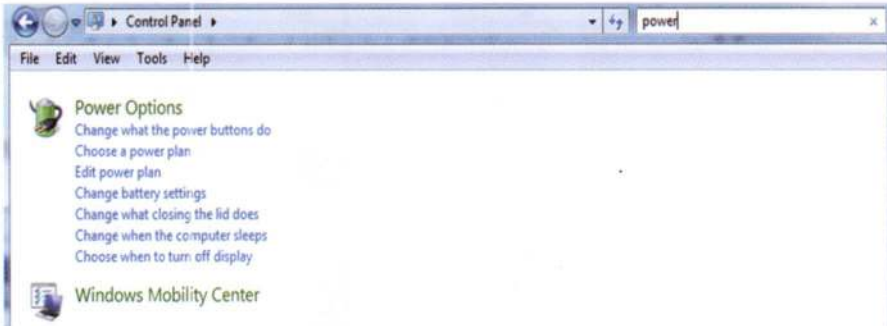 Control Panel
power
File Edit View Tools Help
Power Options
Change what the power buttons do
Choose a power plan
Edit power plan
Change battery settings
Change what closing the lid does
Change when the computer sleeps
Choose when to turn off display
Windows Mobility Center